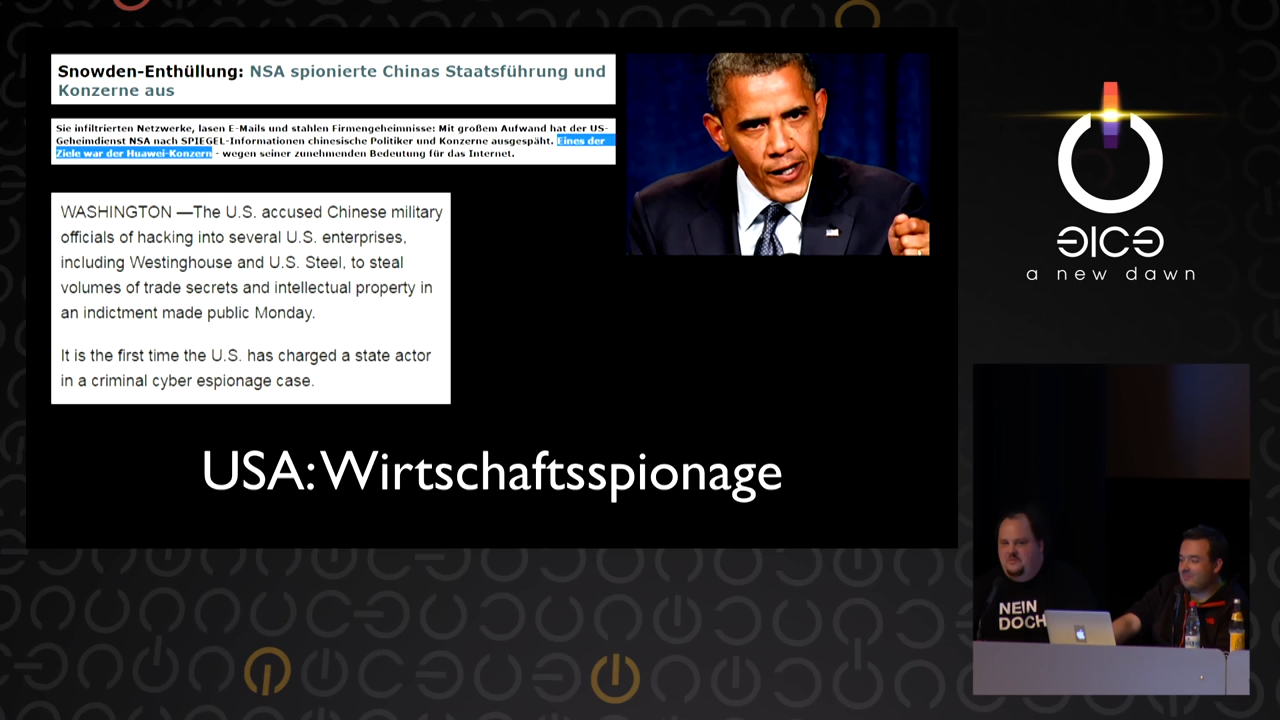 Snowden-Enthüllung: NSA spionierte Chinas Staatsführung und
Konzerne aus
Sie infiltrierten Netzwerke, lasen E-Mails und stahlen Firmengeheimnisse: Mit großem Aufwand hat der US-
Geheimdienst NSA nach SPIEGEL-Informationen chinesische Politiker und Konzerne ausgespäht. Eines der
Ziele war der Huawei-Konzern - wegen seiner zunehmenden Bedeutung für das Internet.
WASHINGTON —The U.S. accused Chinese military
officials of hacking into several U.S. enterprises,
including Westinghouse and U.S. Steel, to steal
volumes of trade secrets and intellectual property in
an indictment made public Monday.
It is the first time the U.S. has charged a state actor
in a criminal cyber espionage case.
USA: Wirtschaftsspionage
a new dawn
NEIN
DOCH